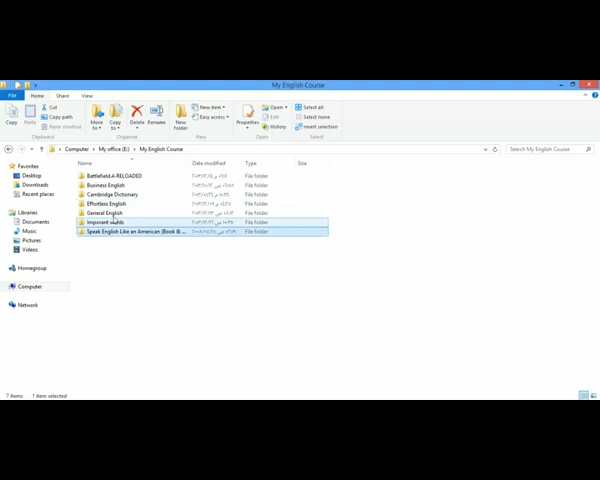 My English Course
File Home Share View
Copy Paste Cut Copy path Paste shortcut Move to Copy to Delete Rename New folder New item Easy access Properties Open Edit History Select all Select none Invert selection
Clipboard Organise New Open Select
Computer My office (E:) My English Course Search My English Course
Name Date modified Type Size
Favorites
Desktop
Downloads
Recent places
Libraries
Documents
Music
Pictures
Videos
Homegroup
Computer
Network
Battlefield.4-RELOADED File folder
Business English File folder
Cambridge Dictionary File folder
Effortless English File folder
General English File folder
Imporant File folder
Speak English Like an American (Book & ... File folder
7 items 1 item selected